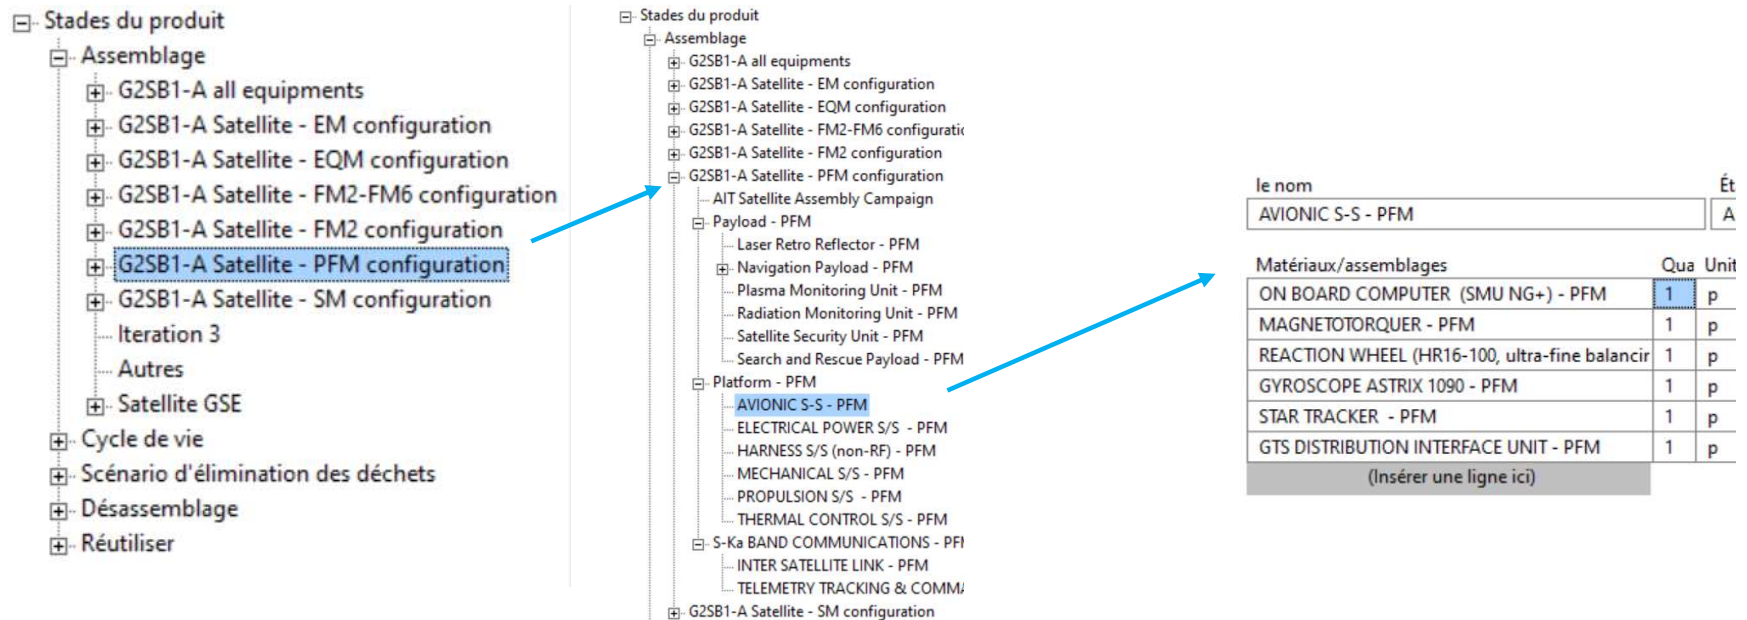 Stades du produit
Assemblage
G2SB1-A all equipments
G2SB1-A Satellite - EM configuration
G2SB1-A Satellite - EQM configuration
G2SB1-A Satellite - FM2-FM6 configuration
G2SB1-A Satellite - FM2 configuration
G2SB1-A Satellite - PFM configuration
G2SB1-A Satellite - SM configuration
Iteration 3
Autres
Satellite GSE
Cycle de vie
Scénario d'élimination des déchets
Désassemblage
Réutiliser
Stades du produit
Assemblage
G2SB1-A all equipments
G2SB1-A Satellite - EM configuration
G2SB1-A Satellite - EQM configuration
G2SB1-A Satellite - FM2-FM6 configuratio
G2SB1-A Satellite - FM2 configuration
G2SB1-A Satellite - PFM configuration
AIT Satellite Assembly Campaign
Payload - PFM
Laser Retro Reflector - PFM
Navigation Payload - PFM
Plasma Monitoring Unit - PFM
Radiation Monitoring Unit - PFM
Satellite Security Unit - PFM
Search and Rescue Payload - PFM
Platform - PFM
AVIONIC S-S - PFM
ELECTRICAL POWER S/S - PFM
HARNESS S/S (non-RF) - PFM
MECHANICAL S/S - PFM
PROPULSION S/S - PFM
THERMAL CONTROL S/S - PFM
S-Ka BAND COMMUNICATIONS - PF
INTER SATELLITE LINK - PFM
TELEMETRY TRACKING & COMM
G2SB1-A Satellite - SM configuration
le nom Ét
AVIONIC S-S - PFM A
Matériaux/assemblages Qua Unit
ON BOARD COMPUTER (SMU NG+) - PFM 1 p
MAGNETOTORQUER - PFM 1 p
REACTION WHEEL (HR16-100, ultra-fine balancir 1 p
GYROSCOPE ASTRIX 1090 - PFM 1 p
STAR TRACKER - PFM 1 p
GTS DISTRIBUTION INTERFACE UNIT - PFM 1 p
(Insérer une ligne ici)